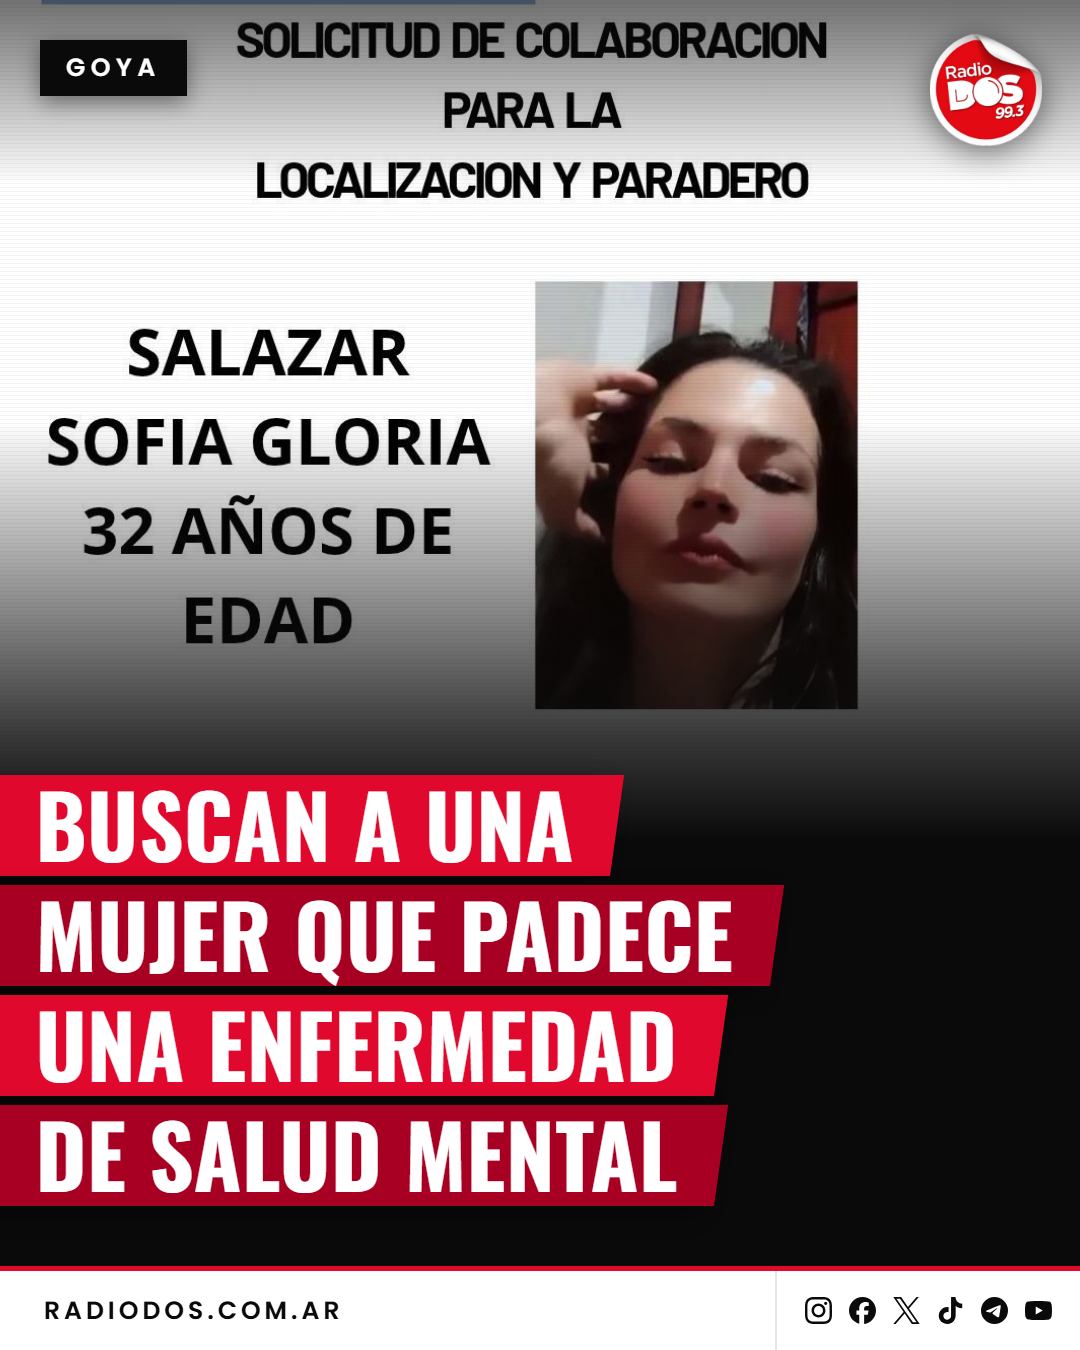 SOLICITUD DE COLABORACION
GOYA
PARA LA
LOCALIZACION Y PARADERO
Radio
DOS
99.3
SALAZAR
SOFIA GLORIA
32 AÑOS DE
EDAD
BUSCAN A UNA
MUJER QUE PADECE
UNA ENFERMEDAD
DE SALUD MENTAL
RADIODOS.COM.AR